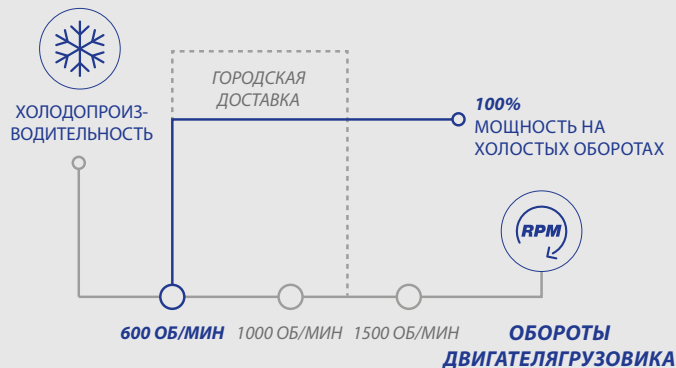 ГОРОДСКАЯ
ДОСТАВКА
ХОЛОДОПРОИЗ-
ВОДИТЕЛЬНОСТЬ
100%
МОЩНОСТЬ НА
ХОЛОСТЫХ ОБОРОТАХ
RPM
600 ОБ/МИН 1000 ОБ/МИН 1500 ОБ/МИН
ОБОРОТЫ
ДВИГАТЕЛЯГРУЗОВИКА